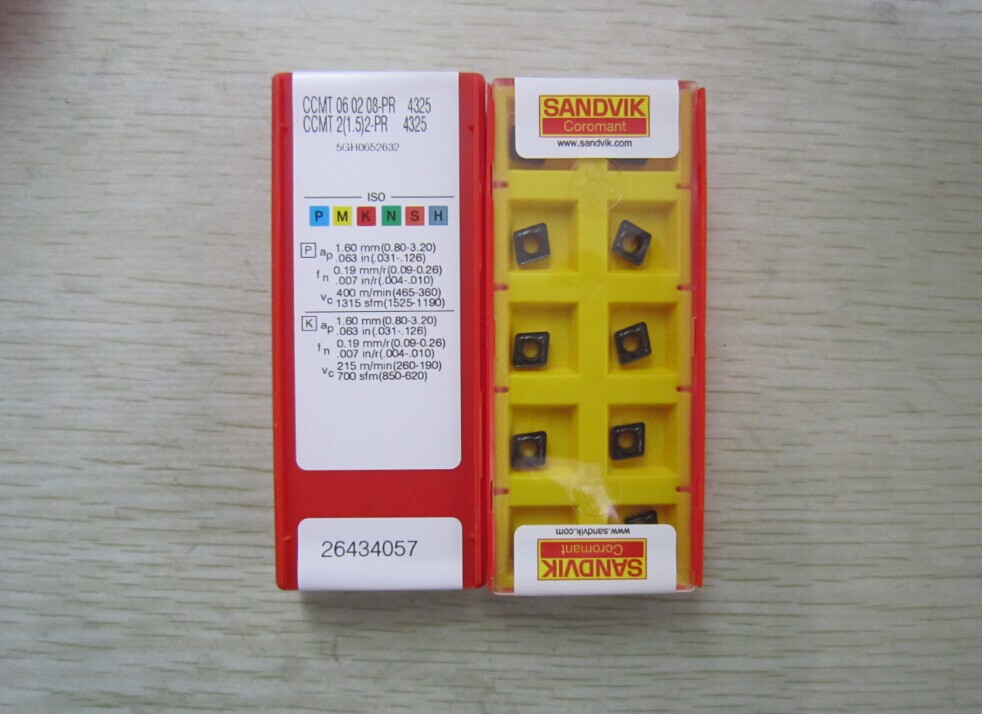 CCMT 06 02 08-PR 4325
CCMT 2(1.5)2-PR 4325
5GH0652632
ISO
P M K N S H
P ap 1.60 mm(0.80-3.20)
.063 in(.031-.126)
fn 0.19 mm/r(0.09-0.26)
.007 in/r(.004-.010)
vc 400 m/min(465-360)
1315 sfm(1525-1190)
K ap 1.60 mm(0.80-3.20)
.063 in(.031-.126)
fn 0.19 mm/r(0.09-0.26)
.007 in/r(.004-.010)
vc 215 m/min(260-190)
700 sfm(850-620)
26434057
SANDVIK
Coromant
www.sandvik.com
www.sandvik.com
Coromant
SANDVIK